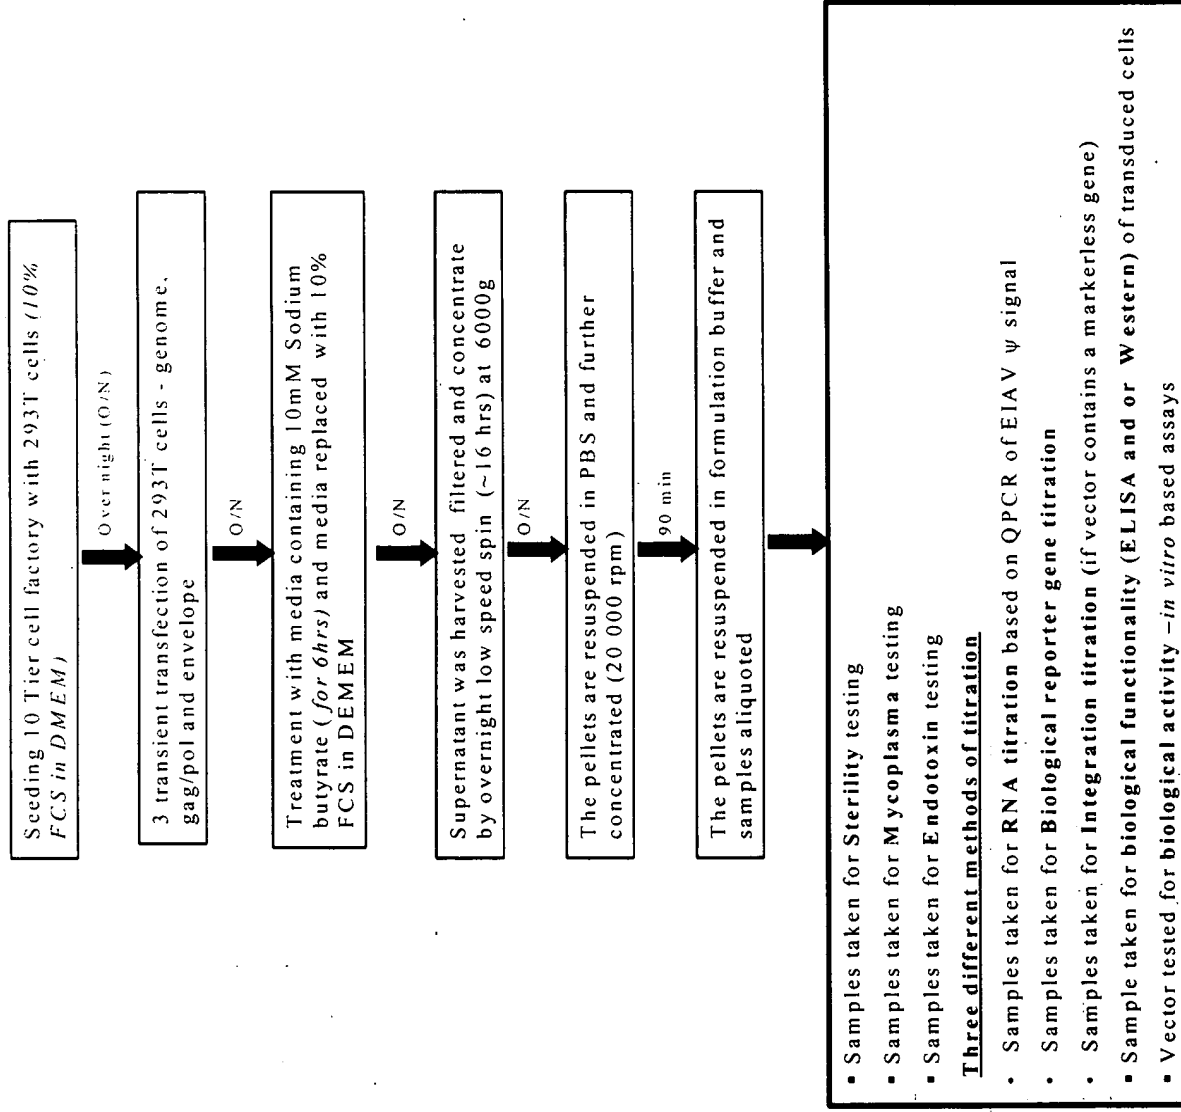 Seeding 10 Tier cell factory with 293T cells (10%
FCS in DMEM)
Over night (O/N)
3 transient transfection of 293T cells - genome,
gag/pol and envelope
O/N
Treatment with media containing 10mM Sodium
butyrate (for 6hrs) and media replaced with 10%
FCS in DEMEM
O/N
Supernatant was harvested filtered and concentrate
by overnight low speed spin (~16 hrs) at 6000g
O/N
The pellets are resuspended in PBS and further
concentrated (20 000 rpm)
90 min
The pellets are resuspended in formulation buffer and
samples aliquoted
▪ Samples taken for Sterility testing
▪ Samples taken for Mycoplasma testing
▪ Samples taken for Endotoxin testing
Three different methods of titration
• Samples taken for RNA titration based on QPCR of EIAV ψ signal
• Samples taken for Biological reporter gene titration
• Samples taken for Integration titration (if vector contains a markerless gene)
▪ Sample taken for biological functionality (ELISA and or Western) of transduced cells
▪ Vector tested for biological activity –in vitro based assays